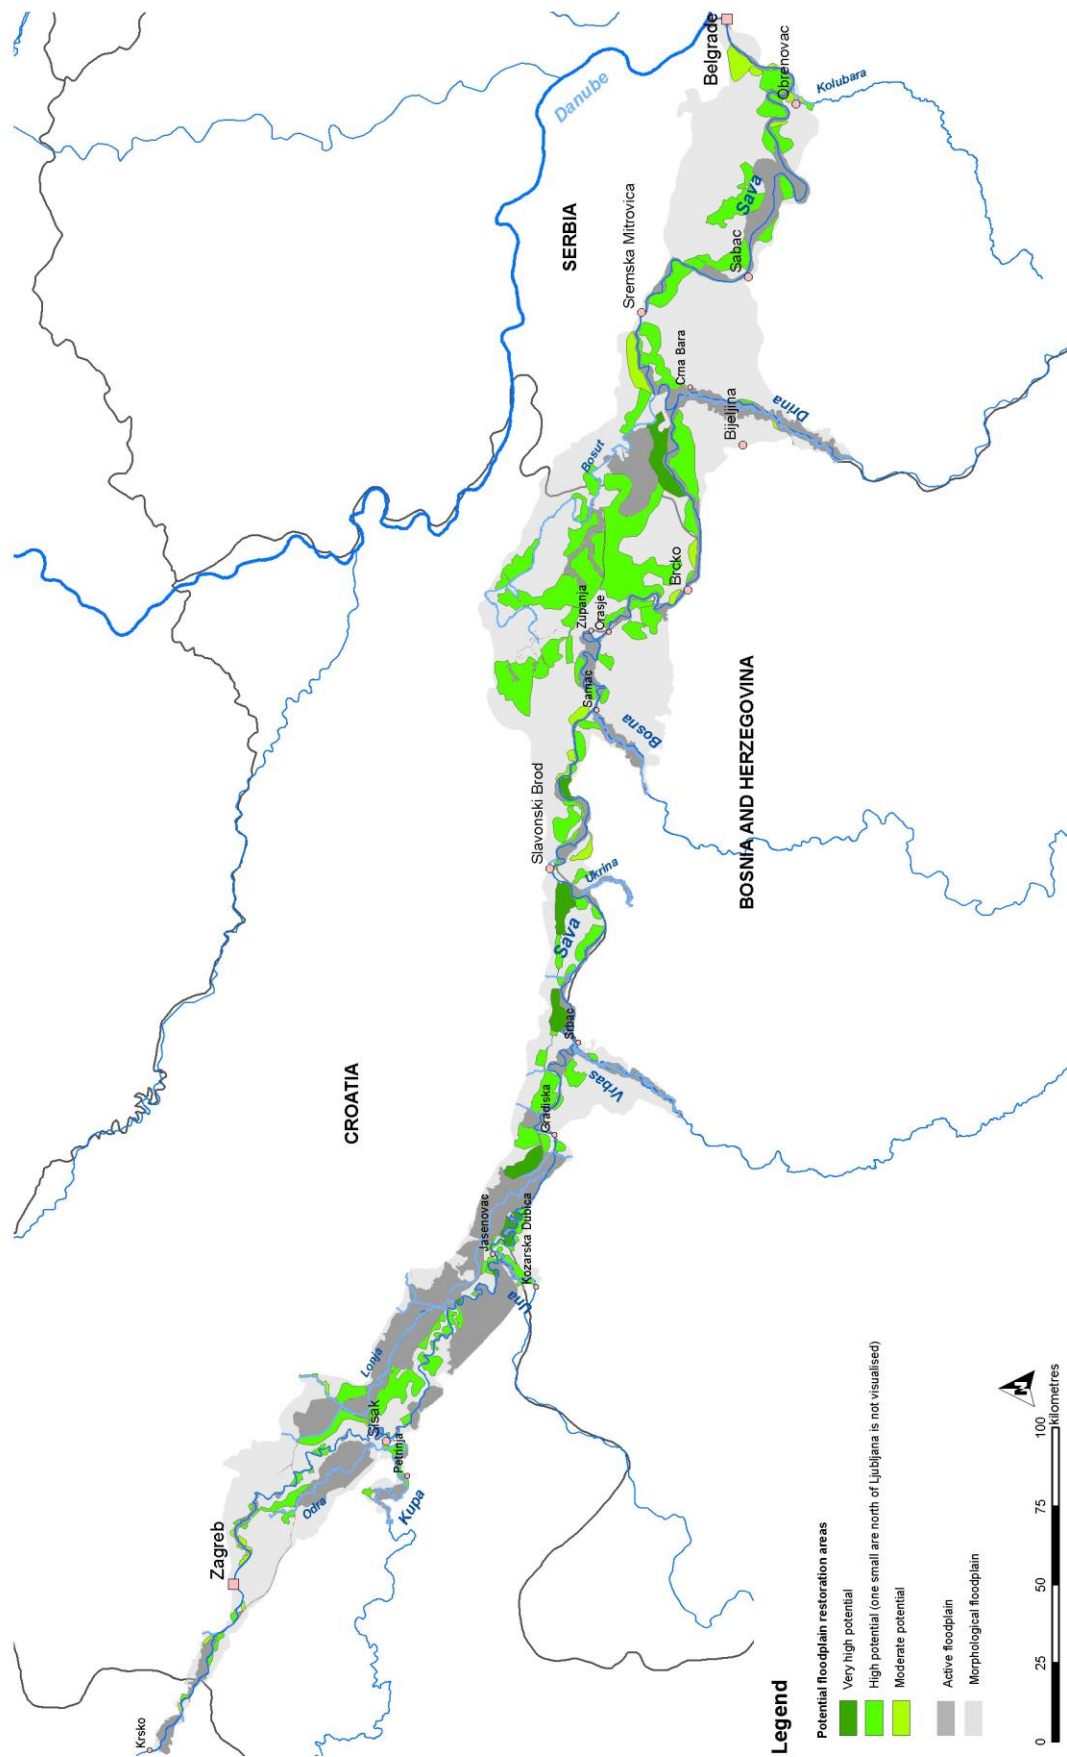 Krsko
Zagreb
Odra
Kupa
Petrinja
Sisak
Lonja
Una
Jasenovac
Kozarska Dubica
CROATIA
Gradiska
Vrbas
Srbac
Sava
Ukrina
Slavonski Brod
BOSNIA AND HERZEGOVINA
Bosna
Samac
Zupanja
Orasje
Brcko
Bosut
Bijeljina
Drina
Crna Bara
SERBIA
Sremska Mitrovica
Sabac
Sava
Danube
Belgrade
Obrenovac
Kolubara
Legend
Potential floodplain restoration areas
Very high potential
High potential (one small are north of Ljubljana is not visualised)
Moderate potential
Active floodplain
Morphological floodplain
N
0 25 50 75 100
kilometres